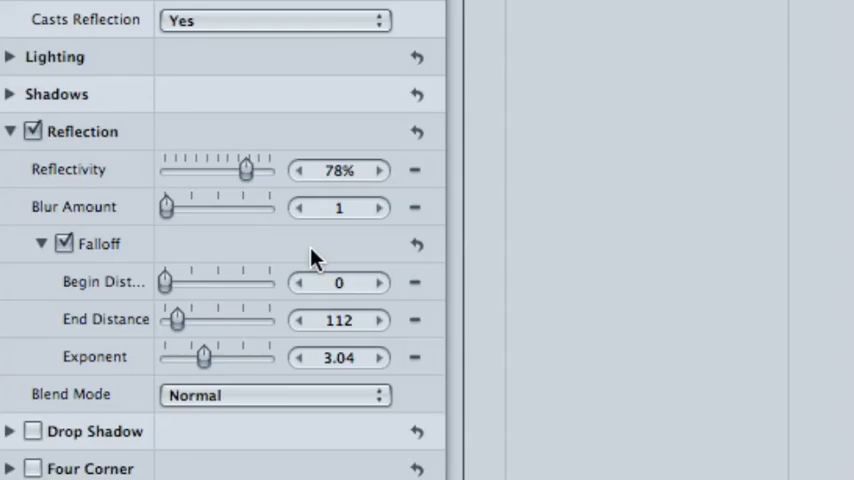 Casts Reflection Yes
Lighting
Shadows
Reflection
Reflectivity 78%
Blur Amount 1
Falloff
Begin Dist... 0
End Distance 112
Exponent 3.04
Blend Mode Normal
Drop Shadow
Four Corner